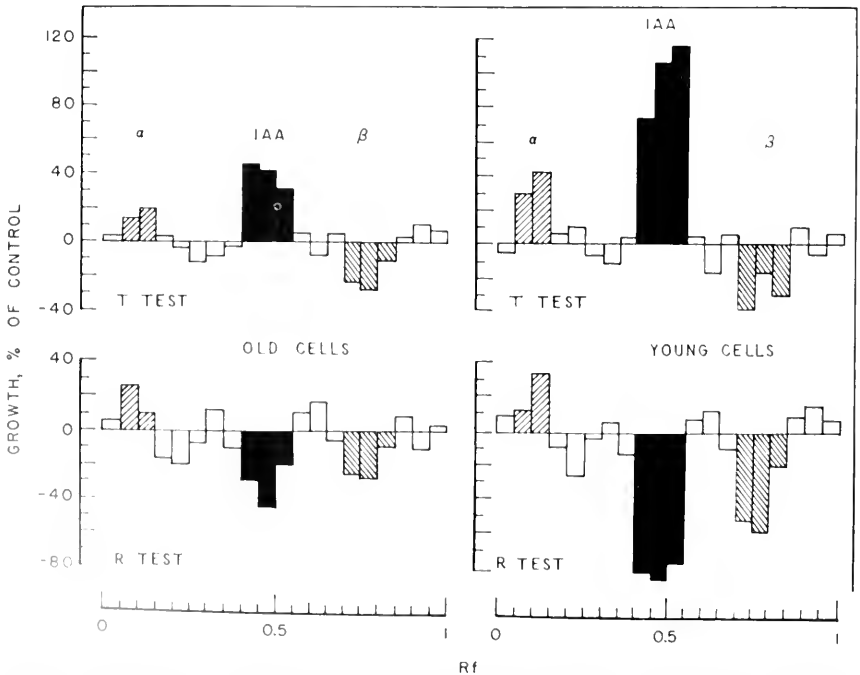 IAA
120
80
α
IAA
β
α
β
40
0
-40
T TEST
T TEST
OLD CELLS
YOUNG CELLS
GROWTH, % OF CONTROL
40
0
-40
-80
R TEST
R TEST
0
0.5
1
0
0.5
1
Rf